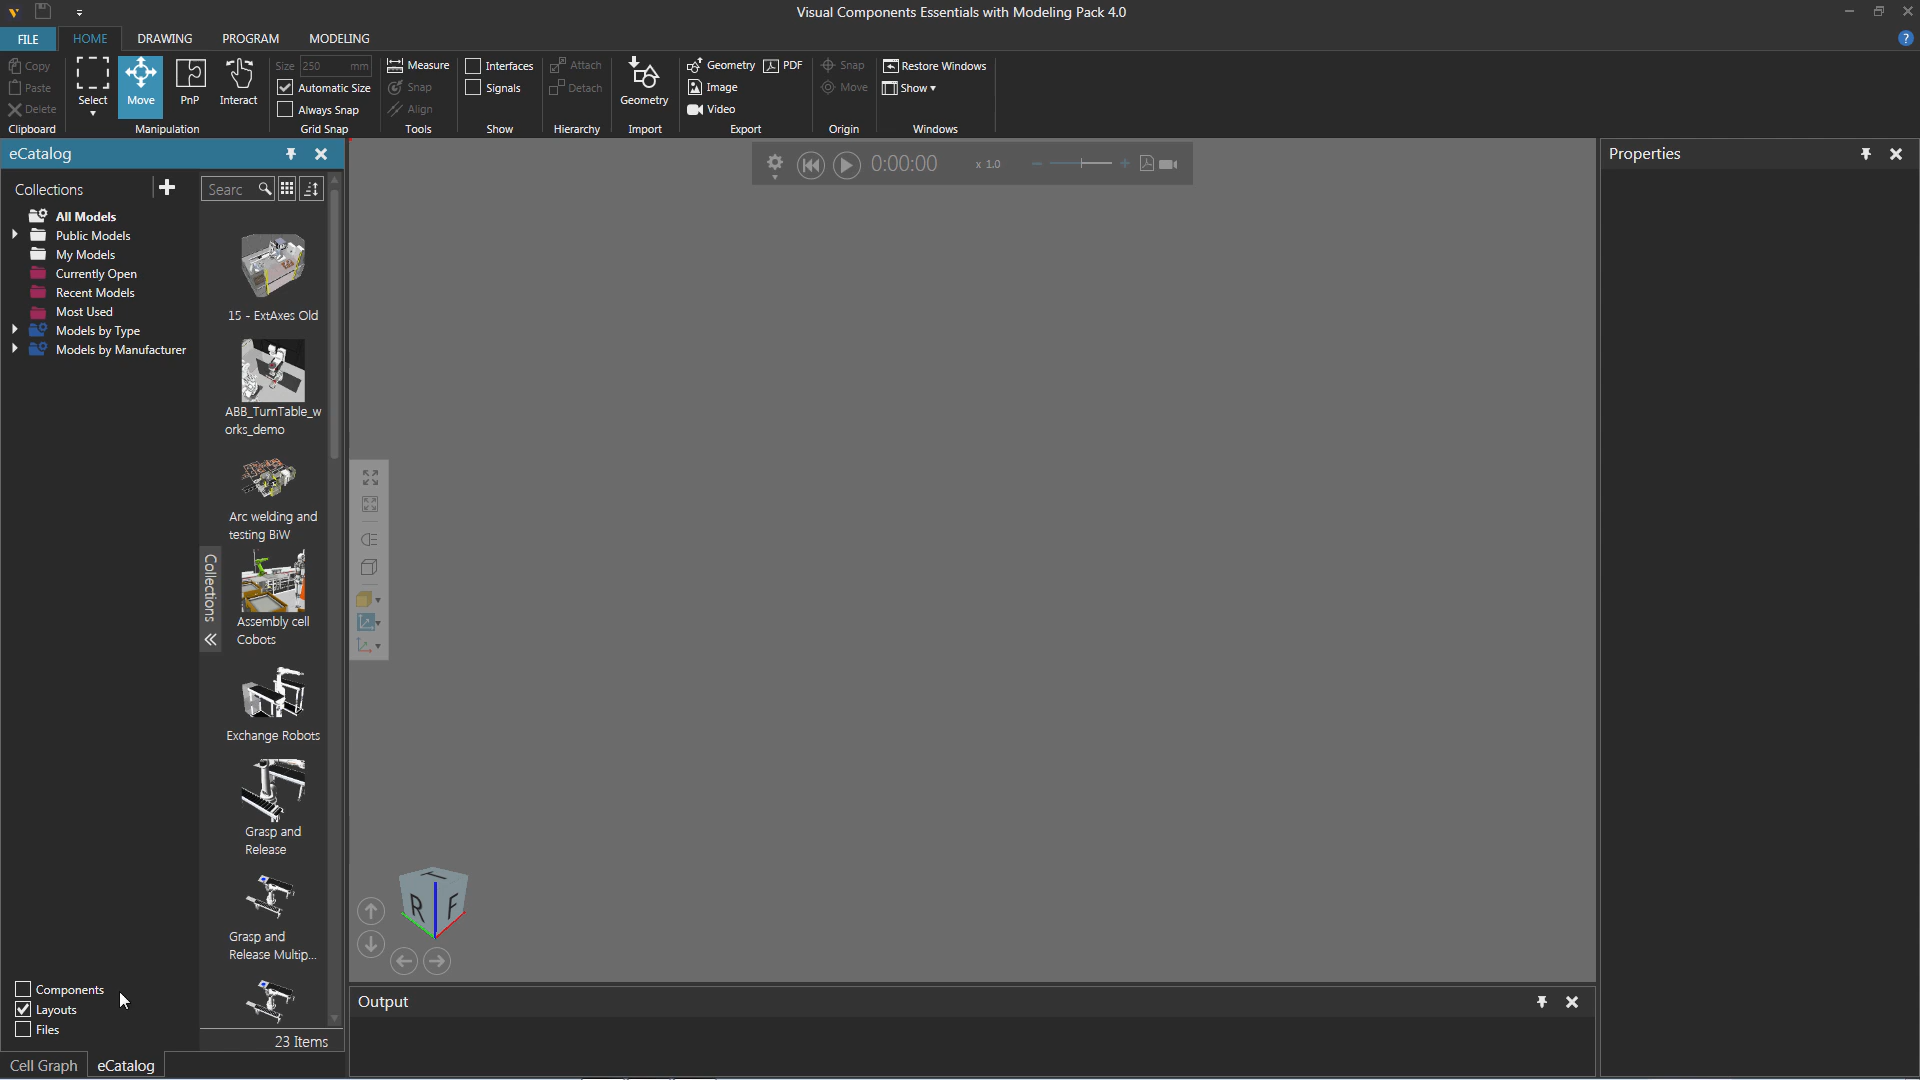 Visual Components Essentials with Modeling Pack 4.0
FILE HOME DRAWING PROGRAM MODELING
Copy
Paste
Delete
Clipboard
Select
Move
PnP
Interact
Manipulation
Size 250 mm
Automatic Size
Always Snap
Grid Snap
Measure
Snap
Align
Tools
Interfaces
Signals
Show
Attach
Detach
Hierarchy
Geometry
Import
Geometry PDF
Image
Video
Export
Snap
Move
Origin
Restore Windows
Show
Windows
eCatalog
Collections
Searc
All Models
Public Models
My Models
Currently Open
Recent Models
Most Used
Models by Type
Models by Manufacturer
Components
Layouts
Files
Collections
15 - ExtAxes Old
ABB_TurnTable_w
orks_demo
Arc welding and
testing BiW
Assembly cell
Cobots
Exchange Robots
Grasp and
Release
Grasp and
Release Multip...
23 Items
Cell Graph eCatalog
0:00:00 x 1.0
T
R F
Output
Properties